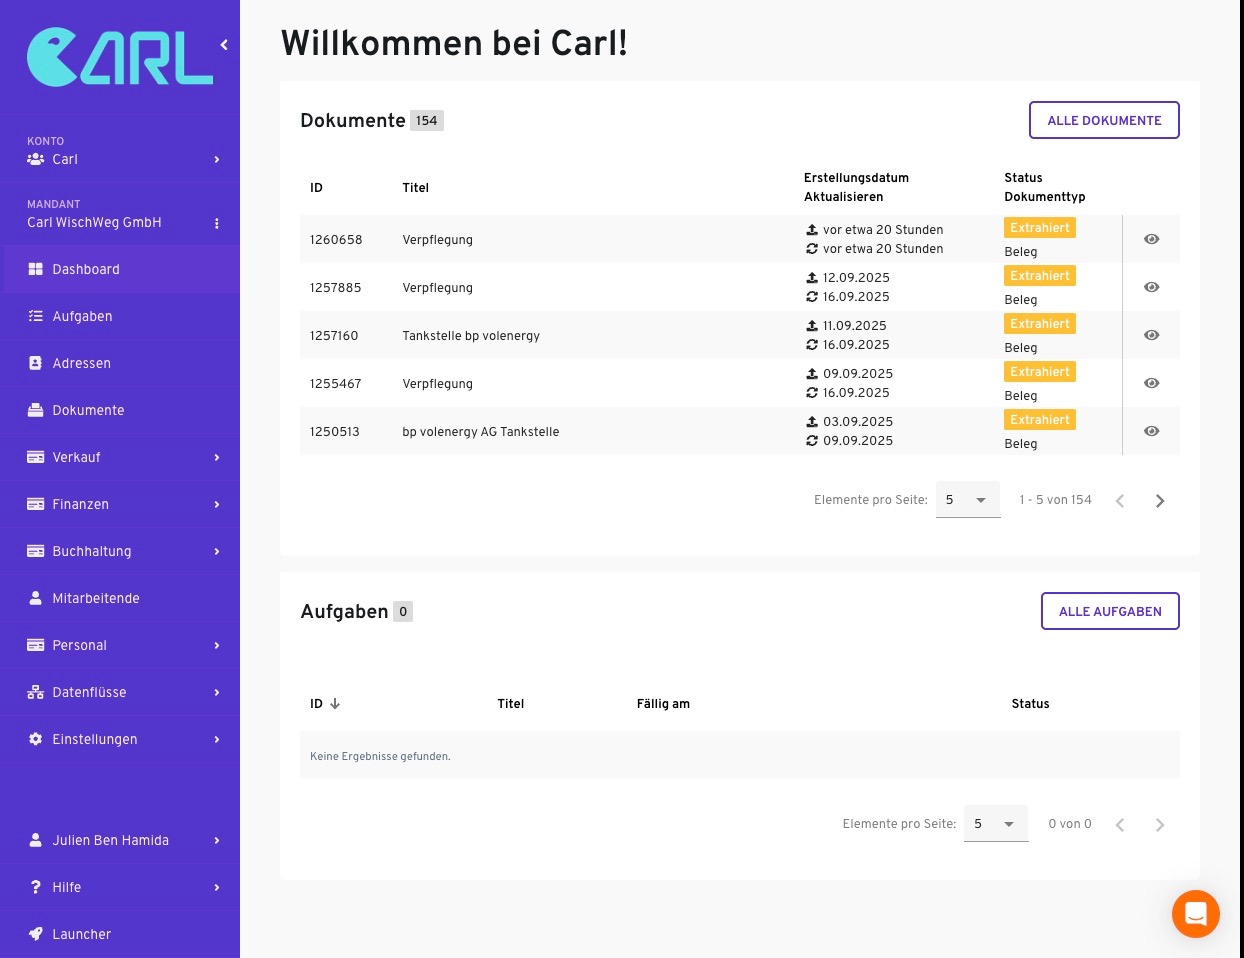 CARL
KONTO
Carl
MANDANT
Carl WischWeg GmbH
Dashboard
Aufgaben
Adressen
Dokumente
Verkauf
Finanzen
Buchhaltung
Mitarbeitende
Personal
Datenflüsse
Einstellungen
Julien Ben Hamida
Hilfe
Launcher
Willkommen bei Carl!
Dokumente 154
ALLE DOKUMENTE
ID Titel Erstellungsdatum Aktualisieren Status Dokumenttyp
1260658 Verpflegung vor etwa 20 Stunden vor etwa 20 Stunden Extrahiert Beleg
1257885 Verpflegung 12.09.2025 16.09.2025 Extrahiert Beleg
1257160 Tankstelle bp volenergy 11.09.2025 16.09.2025 Extrahiert Beleg
1255467 Verpflegung 09.09.2025 16.09.2025 Extrahiert Beleg
1250513 bp volenergy AG Tankstelle 03.09.2025 09.09.2025 Extrahiert Beleg
Elemente pro Seite: 5 1 - 5 von 154
Aufgaben 0
ALLE AUFGABEN
ID Titel Fällig am Status
Keine Ergebnisse gefunden.
Elemente pro Seite: 5 0 von 0